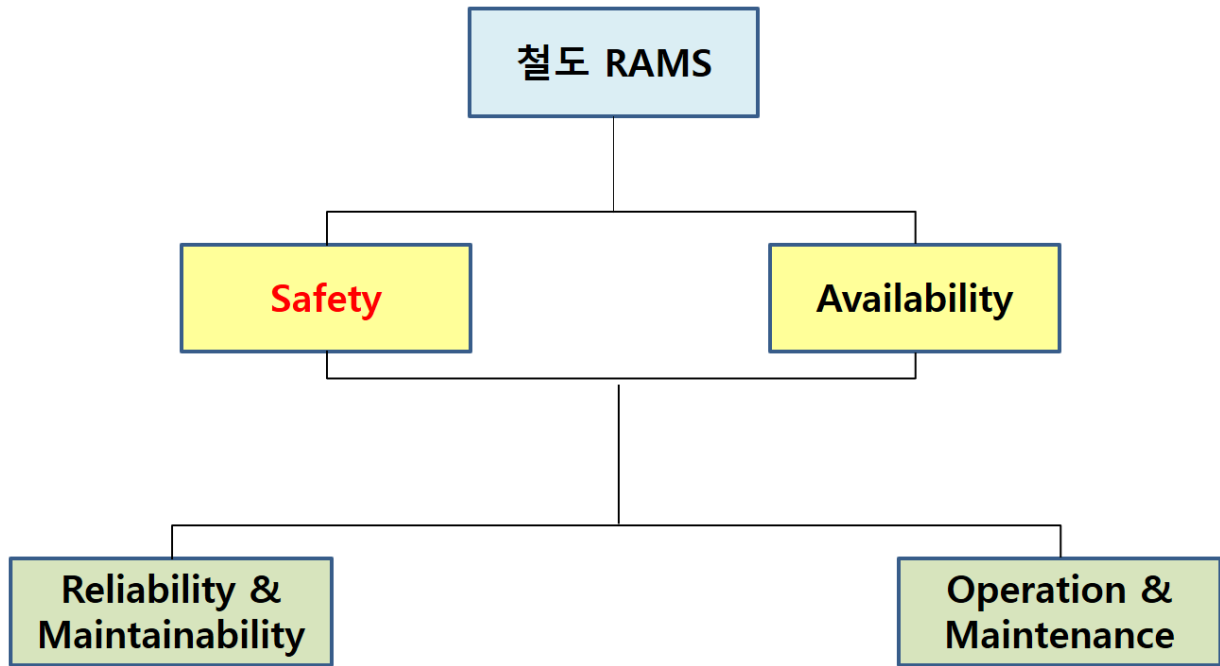 철도 RAMS
Safety
Availability
Reliability &
Maintainability
Operation &
Maintenance